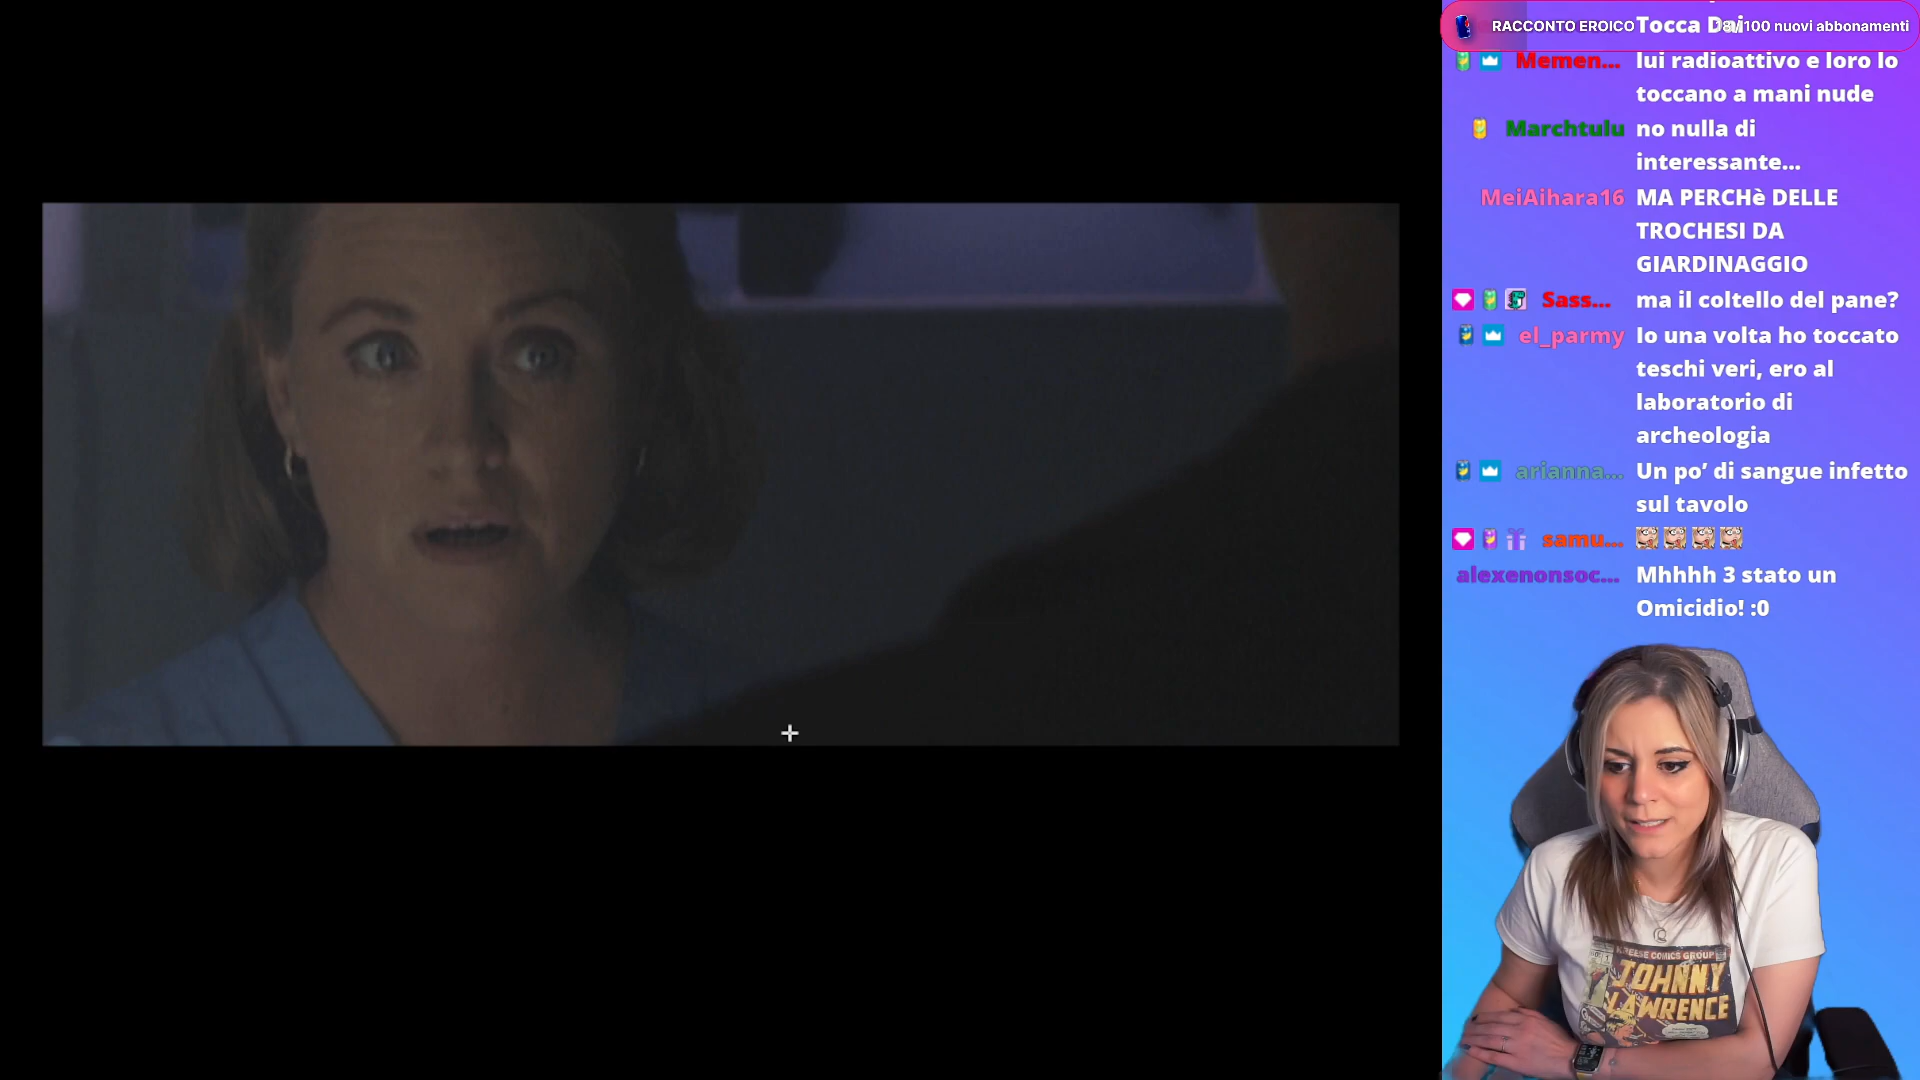 RACCONTO EROICO
Tocca Dai
/100 nuovi abbonamenti
Memen... lui radioattivo e loro lo
toccano a mani nude
Marchtulu no nulla di
interessante...
MeiAihara16 MA PERCHè DELLE
TROCHESI DA
GIARDINAGGIO
Sass... ma il coltello del pane?
el_parmy Io una volta ho toccato
teschi veri, ero al
laboratorio di
archeologia
arianna... Un po’ di sangue infetto
sul tavolo
samu...
alexenonsoc... Mhhhh 3 stato un
Omicidio! :0
KREESE COMICS GROUP
JOHNNY
LAWRENCE